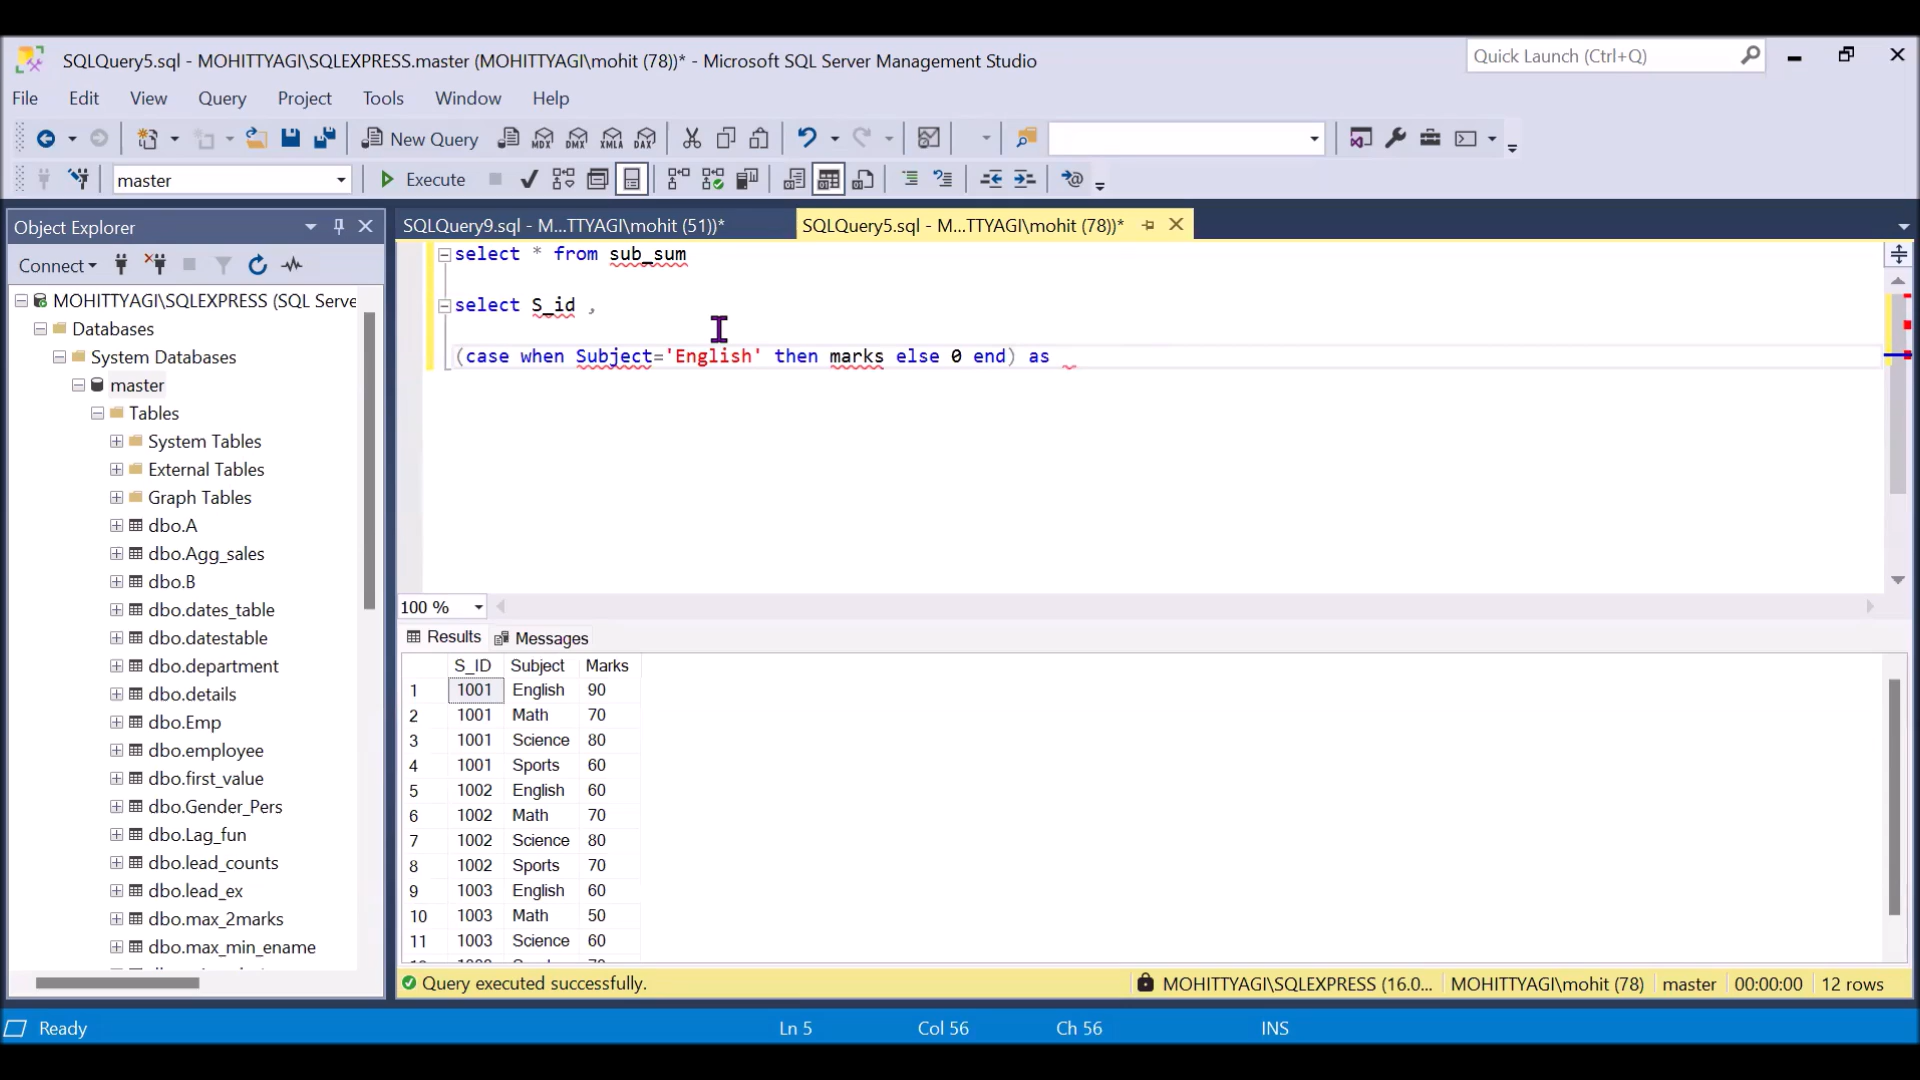 SQLQuery5.sql - MOHITTYAGI\SQLEXPRESS.master (MOHITTYAGI\mohit (78))* - Microsoft SQL Server Management Studio
Quick Launch (Ctrl+Q)
File Edit View Query Project Tools Window Help
New Query
MDX DMX XMLA DAX
master
Execute
Object Explorer
SQLQuery9.sql - M...TTYAGI\mohit (51))*
SQLQuery5.sql - M...TTYAGI\mohit (78))*
Connect
MOHITTYAGI\SQLEXPRESS (SQL Serve
Databases
System Databases
master
Tables
System Tables
External Tables
Graph Tables
dbo.A
dbo.Agg_sales
dbo.B
dbo.dates_table
dbo.datestable
dbo.department
dbo.details
dbo.Emp
dbo.employee
dbo.first_value
dbo.Gender_Pers
dbo.Lag_fun
dbo.lead_counts
dbo.lead_ex
dbo.max_2marks
dbo.max_min_ename
select * from sub_sum
select S_id ,
(case when Subject='English' then marks else 0 end) as
100 %
Results Messages
S_ID Subject Marks
1 1001 English 90
2 1001 Math 70
3 1001 Science 80
4 1001 Sports 60
5 1002 English 60
6 1002 Math 70
7 1002 Science 80
8 1002 Sports 70
9 1003 English 60
10 1003 Math 50
11 1003 Science 60
Query executed successfully.
MOHITTYAGI\SQLEXPRESS (16.0... MOHITTYAGI\mohit (78) master 00:00:00 12 rows
Ready Ln 5 Col 56 Ch 56 INS